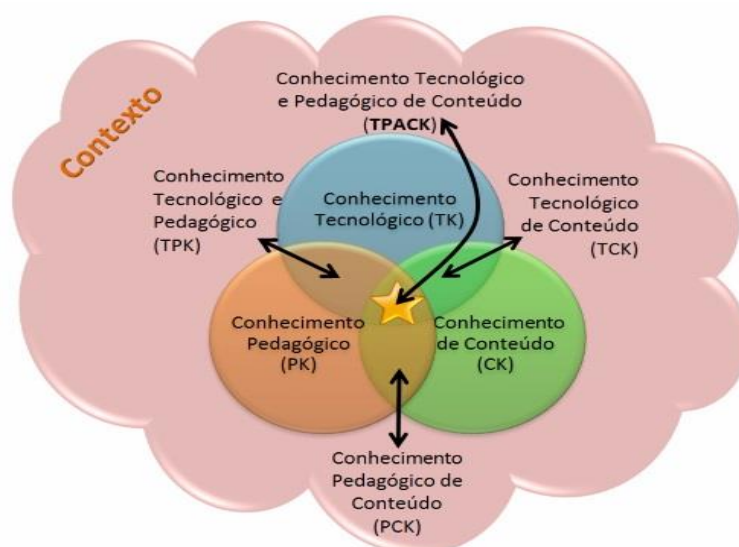 Contexto
Conhecimento Tecnológico
e Pedagógico de Conteúdo
(TPACK)
Conhecimento
Tecnológico e
Pedagógico
(TPK)
Conhecimento
Tecnológico (TK)
Conhecimento
Tecnológico
de Conteúdo
(TCK)
Conhecimento
Pedagógico
(PK)
Conhecimento
de Conteúdo
(CK)
Conhecimento
Pedagógico de
Conteúdo
(PCK)